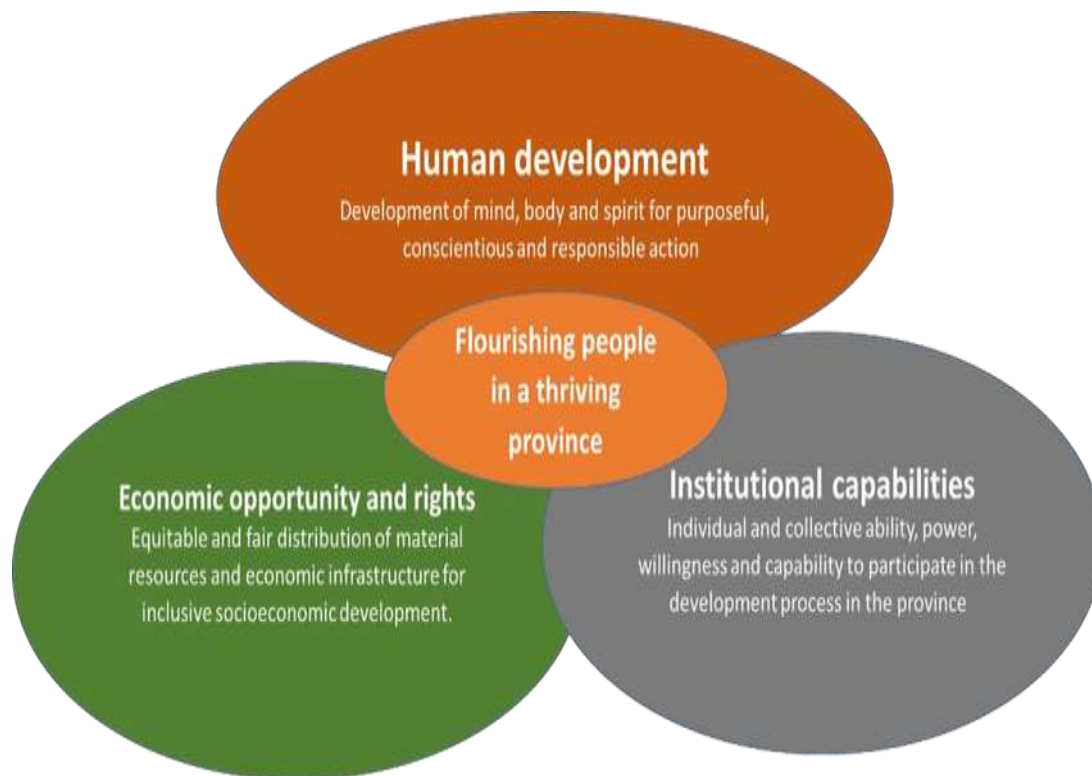 Human development
Development of mind, body and spirit for purposeful,
conscientious and responsible action
Flourishing people
in a thriving
province
Economic opportunity and rights
Equitable and fair distribution of material
resources and economic infrastructure for
inclusive socioeconomic development.
Institutional capabilities
Individual and collective ability, power,
willingness and capability to participate in the
development process in the province